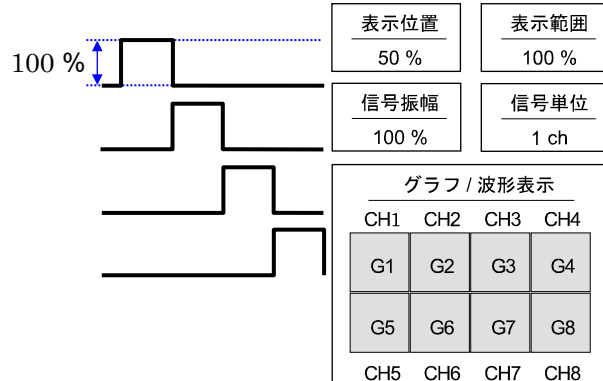 100 %
表示位置
50 %
表示範囲
100 %
信号振幅
100 %
信号単位
1 ch
グラフ / 波形表示
CH1 CH2 CH3 CH4
G1 G2 G3 G4
G5 G6 G7 G8
CH5 CH6 CH7 CH8